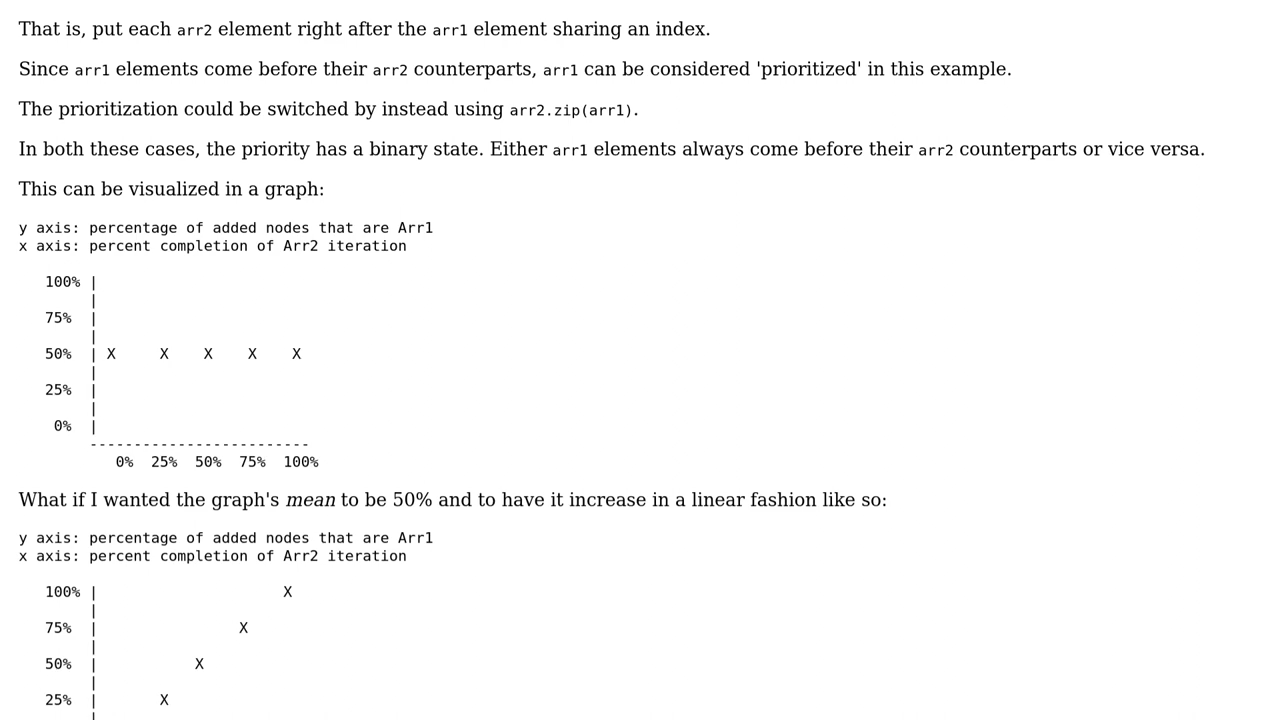 That is, put each arr2 element right after the arr1 element sharing an index.
Since arr1 elements come before their arr2 counterparts, arr1 can be considered 'prioritized' in this example.
The prioritization could be switched by instead using arr2.zip(arr1).
In both these cases, the priority has a binary state. Either arr1 elements always come before their arr2 counterparts or vice versa.
This can be visualized in a graph:
y axis: percentage of added nodes that are Arr1
x axis: percent completion of Arr2 iteration
   100% |
        |
   75%  |
        |
   50%  | X     X    X    X    X
        |
   25%  |
        |
    0%  |
        -------------------------
           0%  25%  50%  75%  100%
What if I wanted the graph's mean to be 50% and to have it increase in a linear fashion like so:
y axis: percentage of added nodes that are Arr1
x axis: percent completion of Arr2 iteration
   100% |                     X
        |
   75%  |                X
        |
   50%  |           X
        |
   25%  |       X
        |